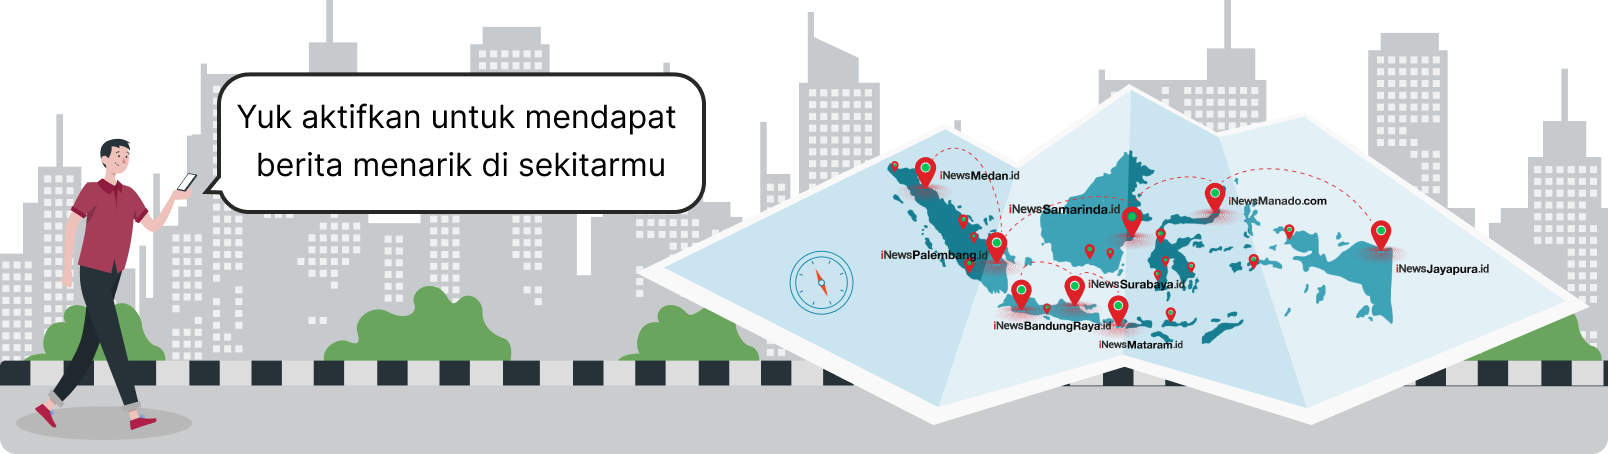 Yuk aktifkan untuk mendapat
berita menarik di sekitarmu
iNewsMedan.id
iNewsSamarinda.id
iNewsManado.com
iNewsPalembang.id
iNewsJayapura.id
iNewsSurabaya.id
iNewsBandungRaya.id
iNewsMataram.id